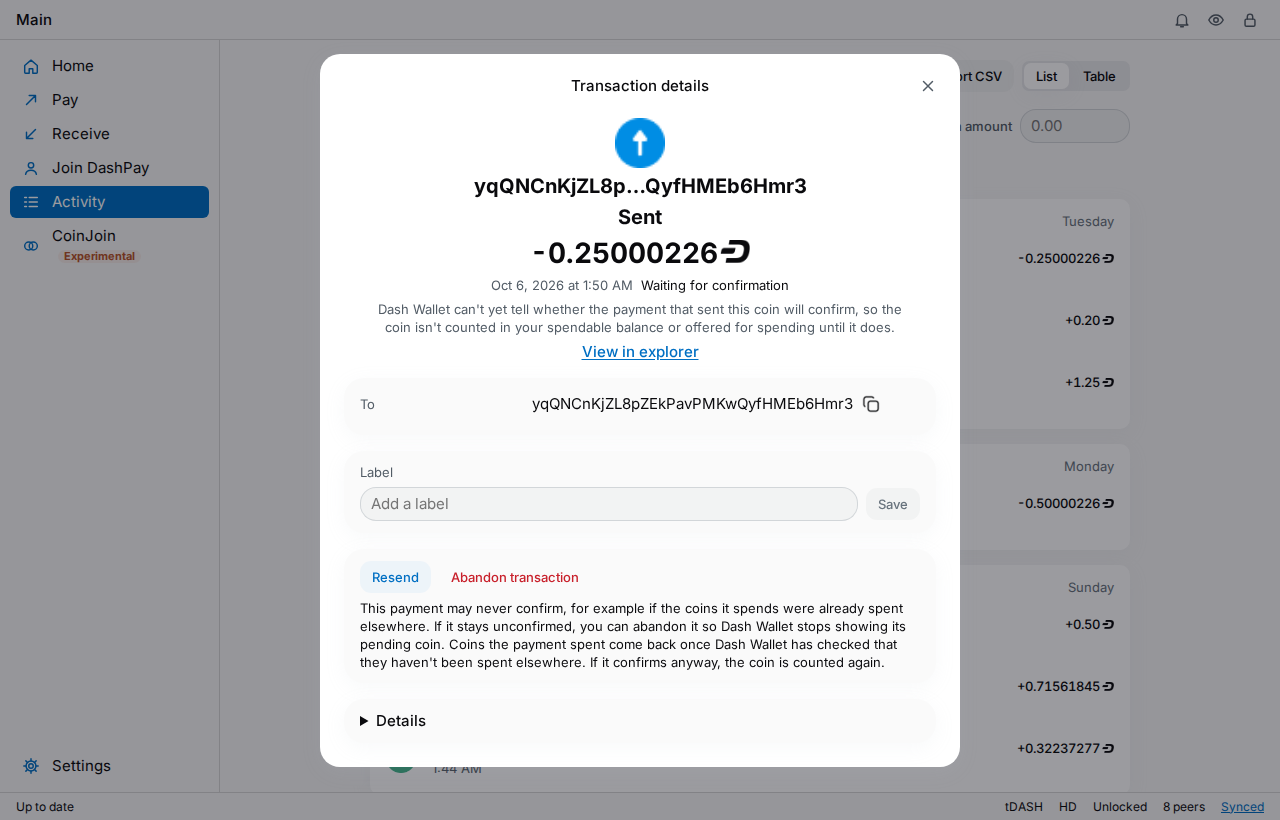 Main
Home
Pay
Receive
Join DashPay
Activity
CoinJoin
Experimental
Settings
ort CSV
List
Table
amount
0.00
Tuesday
-0.25000226
+0.20
+1.25
Monday
-0.50000226
Sunday
+0.50
+0.71561845
+0.32237277
1:44 AM
Transaction details
yqQNCnKjZL8p...QyfHMEb6Hmr3
Sent
-0.25000226
Oct 6, 2026 at 1:50 AM Waiting for confirmation
Dash Wallet can't yet tell whether the payment that sent this coin will confirm, so the
coin isn't counted in your spendable balance or offered for spending until it does.
View in explorer
To yqQNCnKjZL8pZEkPavPMKwQyfHMEb6Hmr3
Label
Add a label
Save
Resend
Abandon transaction
This payment may never confirm, for example if the coins it spends were already spent
elsewhere. If it stays unconfirmed, you can abandon it so Dash Wallet stops showing its
pending coin. Coins the payment spent come back once Dash Wallet has checked that
they haven't been spent elsewhere. If it confirms anyway, the coin is counted again.
Details
Up to date
tDASH
HD
Unlocked
8 peers
Synced